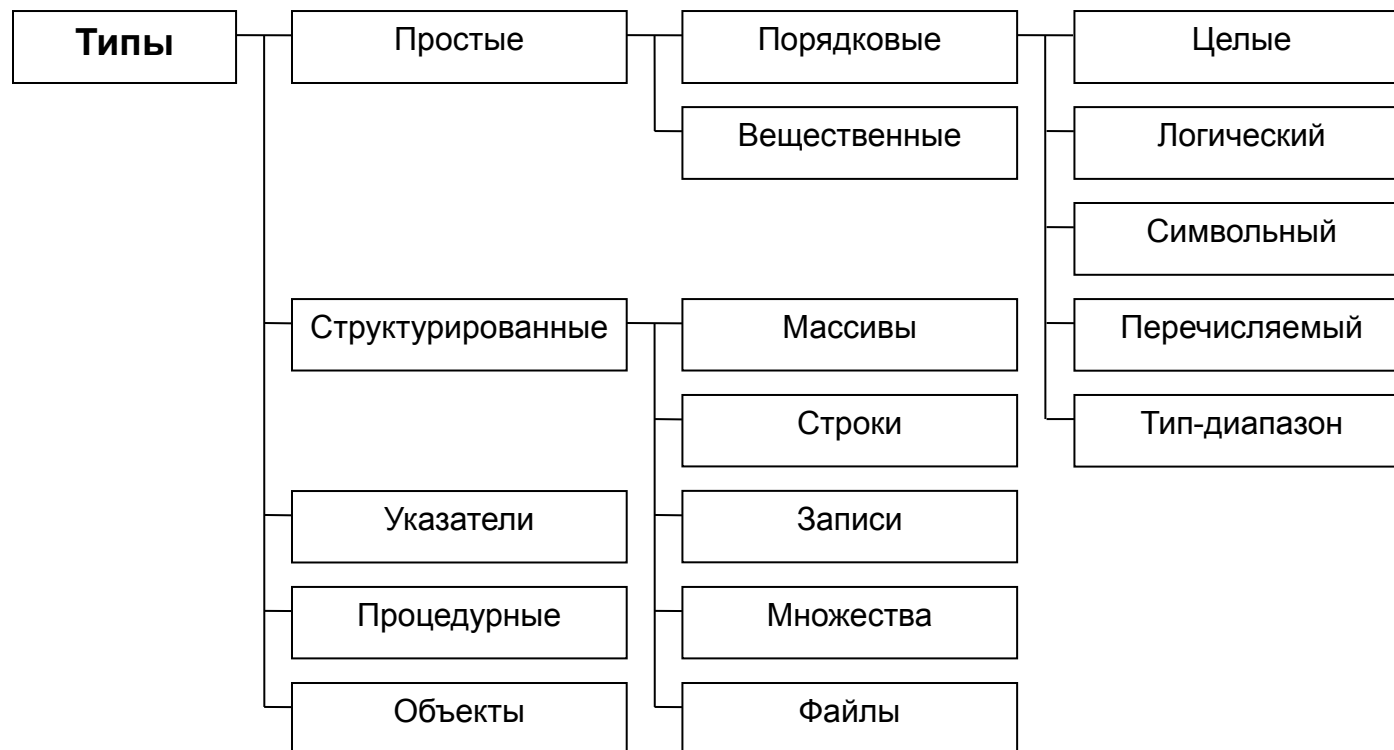 Типы
Простые
Порядковые
Целые
Вещественные
Логический
Символьный
Структурированные
Массивы
Перечисляемый
Строки
Тип-диапазон
Указатели
Записи
Процедурные
Множества
Объекты
Файлы